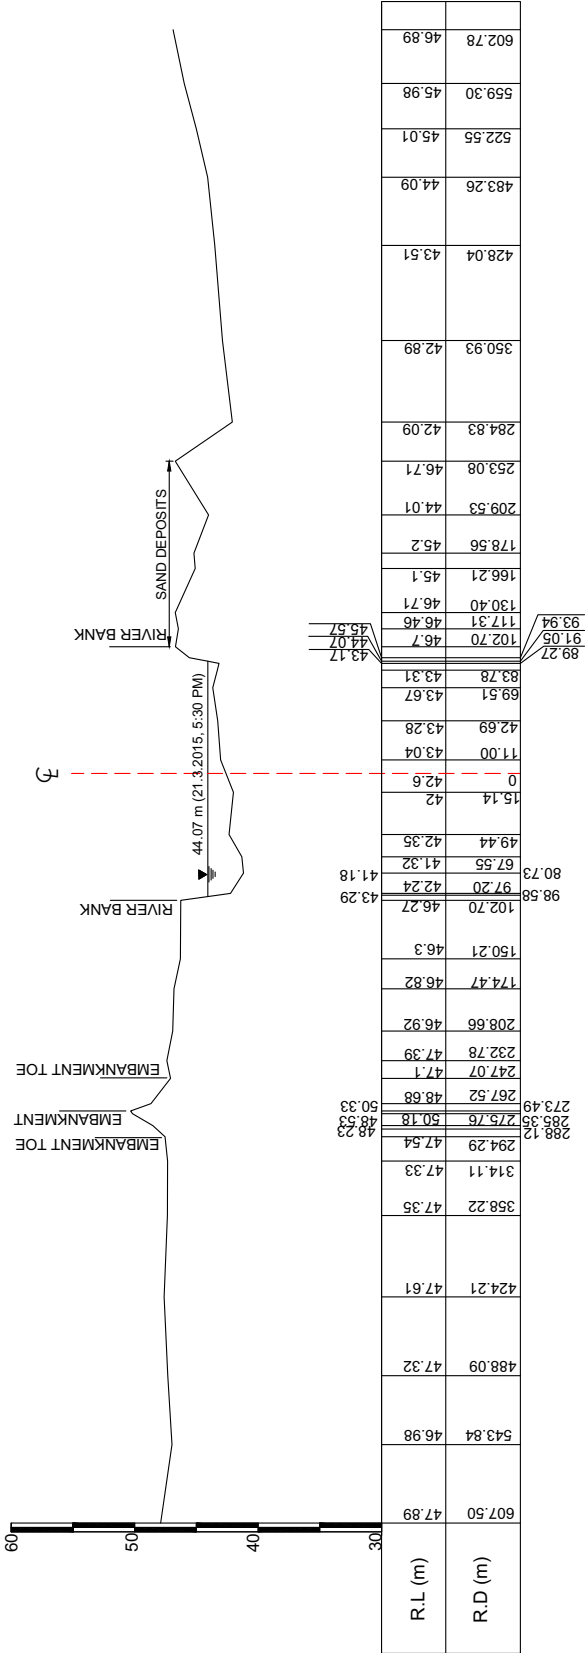 60
50
40
30
EMBANKMENT TOE
EMBANKMENT
EMBANKMENT TOE
RIVER BANK
44.07 m (21.3.2015, 5:30 PM)
CL
RIVER BANK
SAND DEPOSITS
R.L (m) 47.89 46.98 47.32 47.61 47.35 47.33 47.54 48.23 48.53 50.18 50.33 48.68 47.1 47.39 46.92 46.82 46.3 46.27 43.29 42.24 41.18 41.32 42.35 42 42.6 43.04 43.28 43.67 43.31 43.17 44.07 45.57 46.7 46.46 46.71 45.1 45.2 44.01 46.71 42.09 42.89 43.51 44.09 45.01 45.98 46.89
R.D (m) 607.50 543.84 488.09 424.21 358.22 314.11 294.29 288.12 285.35 275.76 273.49 267.52 247.07 232.78 208.66 174.47 150.21 102.70 98.58 97.20 80.73 67.55 49.44 15.14 0 11.00 42.69 69.51 83.78 89.27 91.05 93.94 102.70 117.31 130.40 166.21 178.56 209.53 253.08 284.83 350.93 428.04 483.26 522.55 559.30 602.78